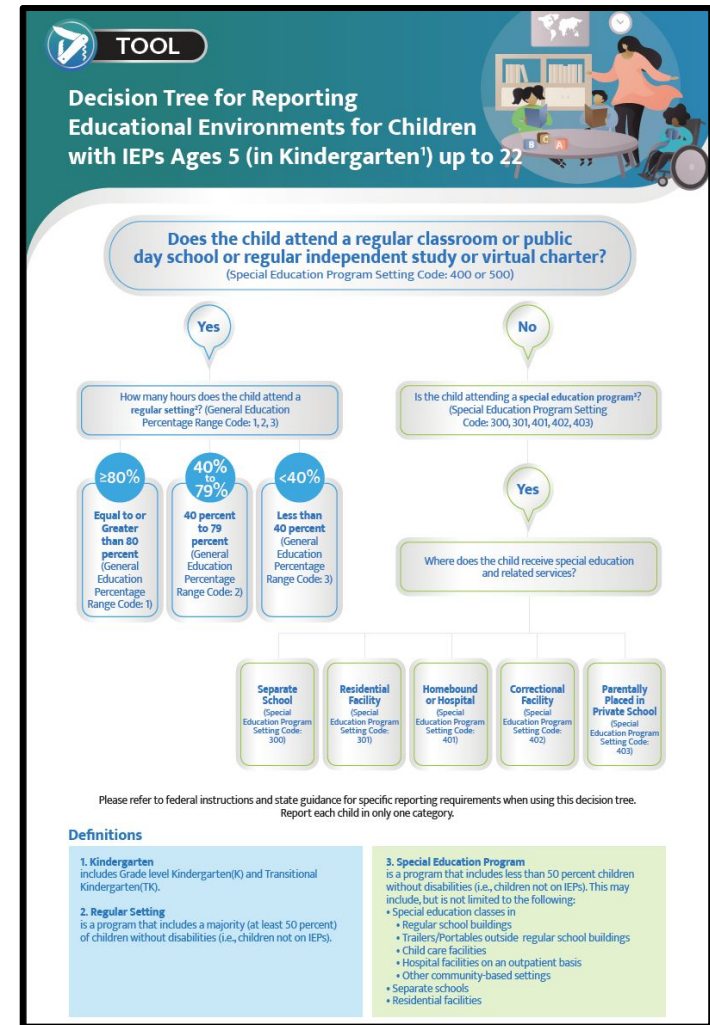 TOOL
Decision Tree for Reporting
Educational Environments for Children
with IEPs Ages 5 (in Kindergarten¹) up to 22
B C A
Does the child attend a regular classroom or public
day school or regular independent study or virtual charter?
(Special Education Program Setting Code: 400 or 500)
Yes
No
How many hours does the child attend a
regular setting²? (General Education
Percentage Range Code: 1, 2, 3)
Is the child attending a special education program³?
(Special Education Program Setting
Code: 300, 301, 401, 402, 403)
≥80%
40%
to
79%
<40%
Equal to or
Greater
than 80
percent
(General
Education
Percentage
Range Code: 1)
40 percent
to 79
percent
(General
Education
Percentage
Range Code: 2)
Less than
40 percent
(General
Education
Percentage
Range Code: 3)
Yes
Where does the child receive special education
and related services?
Separate
School
(Special
Education Program
Setting Code:
300)
Residential
Facility
(Special
Education Program
Setting Code:
301)
Homebound
or Hospital
(Special
Education Program
Setting Code:
401)
Correctional
Facility
(Special
Education Program
Setting Code:
402)
Parentally
Placed in
Private School
(Special
Education Program
Setting Code:
403)
Please refer to federal instructions and state guidance for specific reporting requirements when using this decision tree.
Report each child in only one category.
Definitions
1. Kindergarten
includes Grade level Kindergarten(K) and Transitional
Kindergarten(TK).
2. Regular Setting
is a program that includes a majority (at least 50 percent)
of children without disabilities (i.e., children not on IEPs).
3. Special Education Program
is a program that includes less than 50 percent children
without disabilities (i.e., children not on IEPs). This may
include, but is not limited to the following:
• Special education classes in
• Regular school buildings
• Trailers/Portables outside regular school buildings
• Child care facilities
• Hospital facilities on an outpatient basis
• Other community-based settings
• Separate schools
• Residential facilities